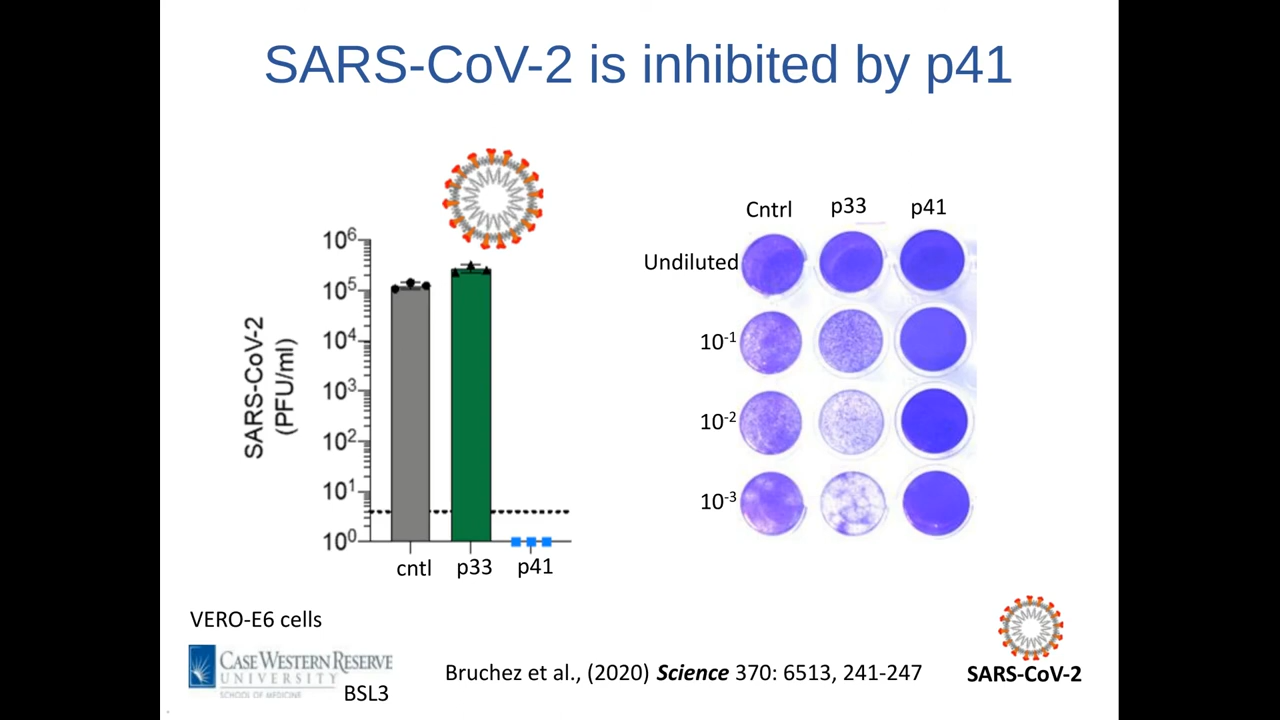 SARS-CoV-2 is inhibited by p41
SARS-CoV-2
(PFU/ml)
10⁶
10⁵
10⁴
10³
10²
10¹
10⁰
cntl p33 p41
Cntrl p33 p41
Undiluted
10⁻¹
10⁻²
10⁻³
VERO-E6 cells
CASE WESTERN RESERVE
UNIVERSITY
SCHOOL OF MEDICINE
BSL3
Bruchez et al., (2020) Science 370: 6513, 241-247
SARS-CoV-2